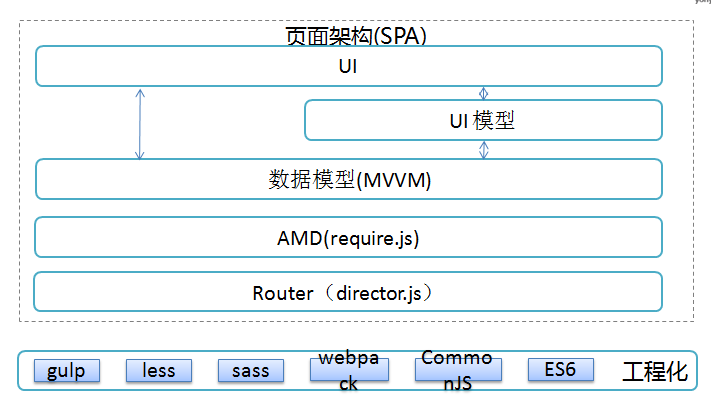 页面架构(SPA)
UI
UI 模型
数据模型(MVVM)
AMD(require.js)
Router（director.js）
gulp
less
sass
webpa
ck
Commo
nJS
ES6
工程化